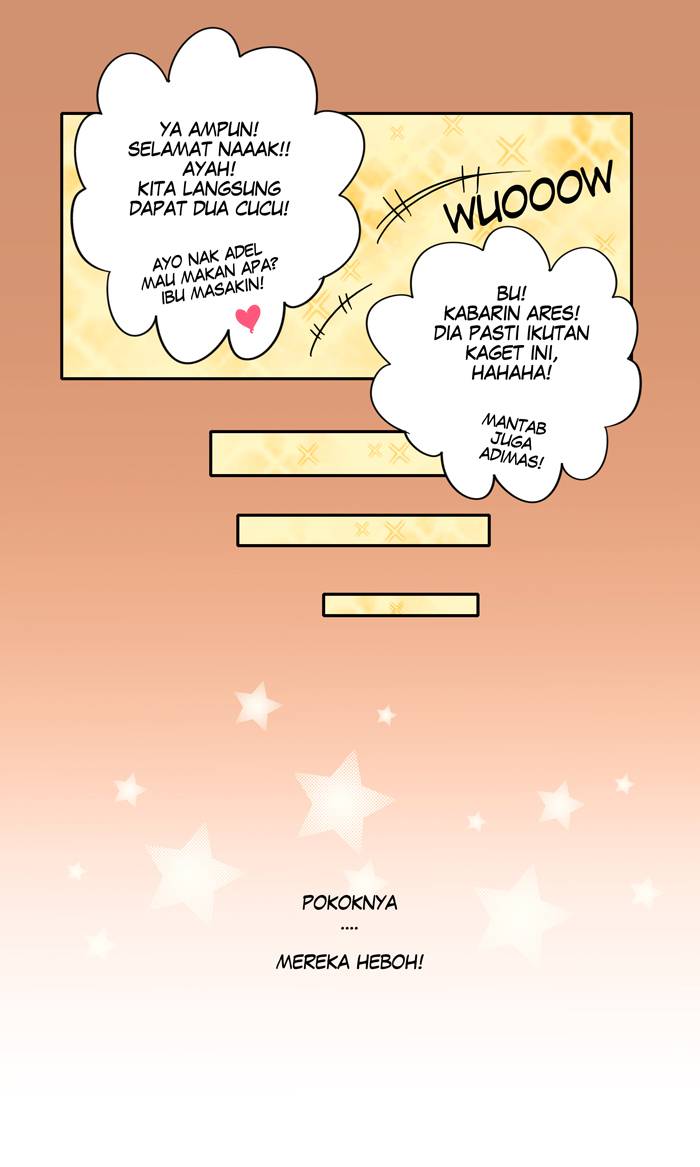 YA AMPUN!
SELAMAT NAAAK!!
AYAH!
KITA LANGSUNG
DAPAT DUA CUCU!
AYO NAK ADEL
MAU MAKAN APA?
IBU MASAKIN!
WUOOOW
BU!
KABARIN ARES!
DIA PASTI IKUTAN
KAGET INI,
HAHAHA!
MANTAB
JUGA
ADIMAS!
POKOKNYA
....
MEREKA HEBOH!